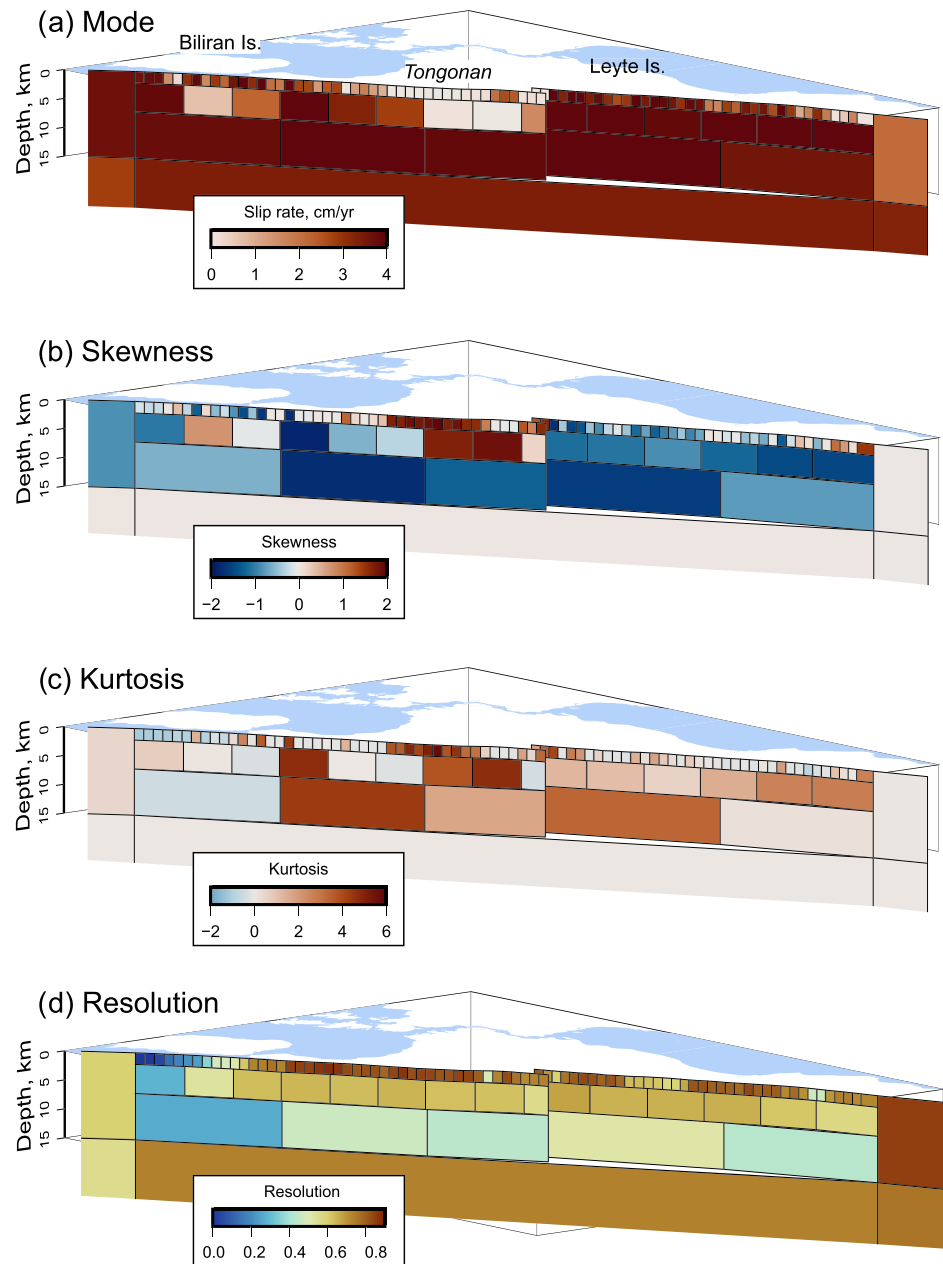 (a) Mode
Biliran Is.
Tongonan
Leyte Is.
Depth, km
0
5
10
15
Slip rate, cm/yr
0 1 2 3 4
(b) Skewness
Depth, km
0
5
10
15
Skewness
−2 −1 0 1 2
(c) Kurtosis
Depth, km
0
5
10
15
Kurtosis
−2 0 2 4 6
(d) Resolution
Depth, km
0
5
10
15
Resolution
0.0 0.2 0.4 0.6 0.8